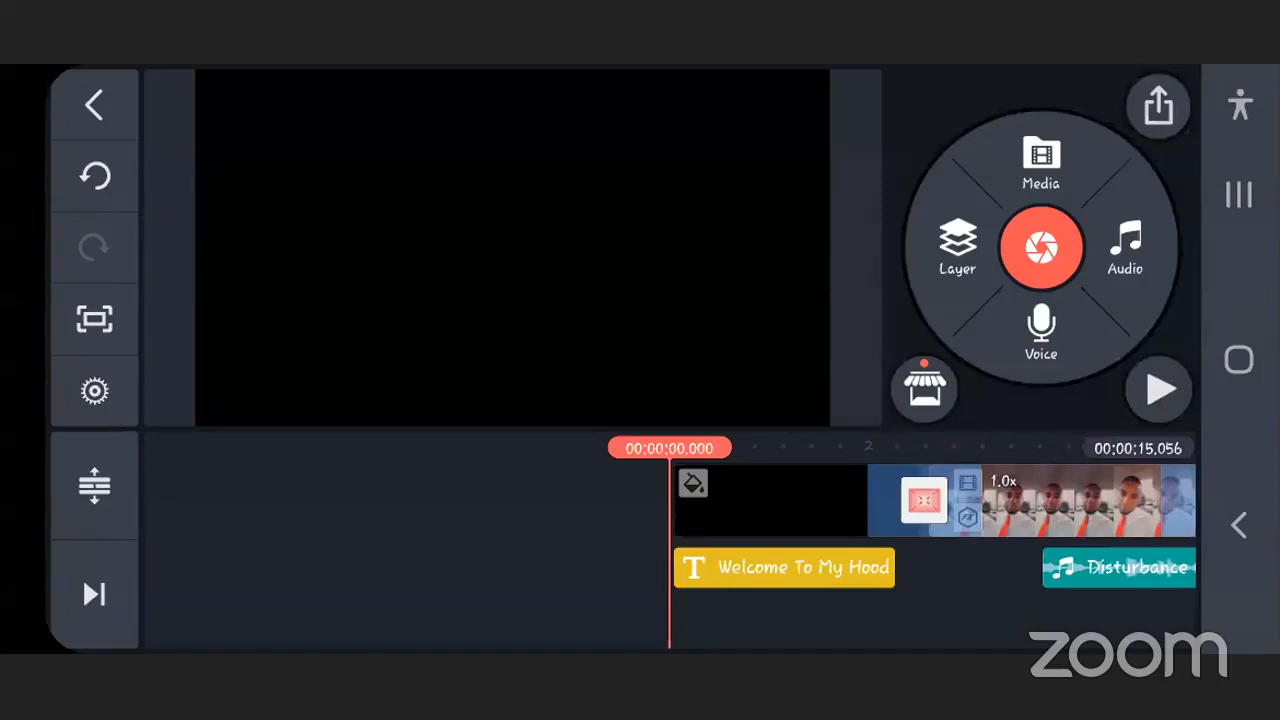 Media
Layer
Audio
Voice
00:00:00.000
2
00:00:15.056
1.0x
T Welcome To My Hood
Disturbance
zoom